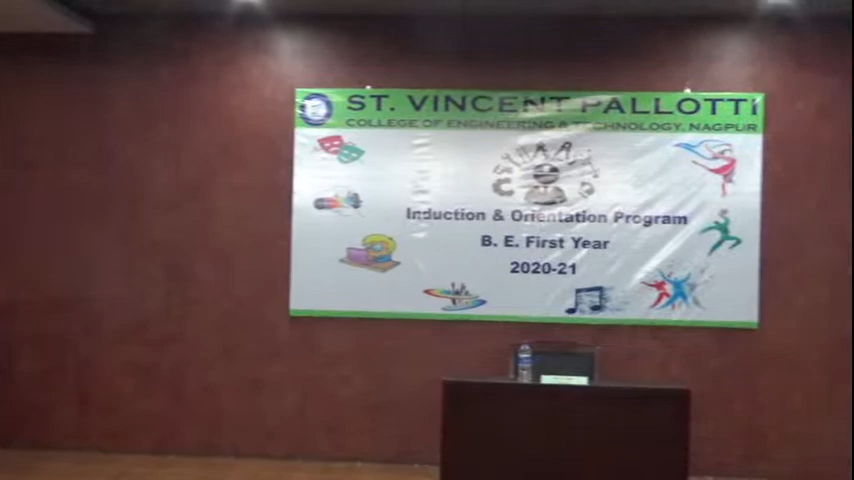 ST. VINCENT PALLOTTI
COLLEGE OF ENGINEERING & TECHNOLOGY, NAGPUR
Induction & Orientation Program
B. E. First Year
2020-21